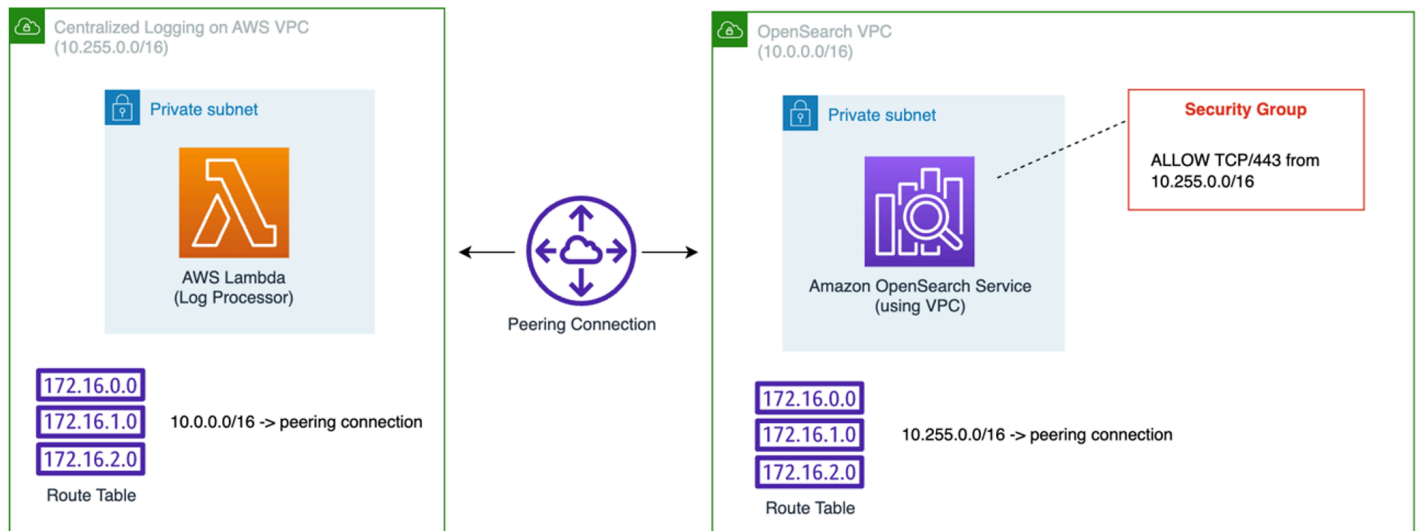 Centralized Logging on AWS VPC
(10.255.0.0/16)
Private subnet
AWS Lambda
(Log Processor)
172.16.0.0
172.16.1.0
172.16.2.0
Route Table
10.0.0.0/16 -> peering connection
Peering Connection
OpenSearch VPC
(10.0.0.0/16)
Private subnet
Amazon OpenSearch Service
(using VPC)
Security Group
ALLOW TCP/443 from
10.255.0.0/16
172.16.0.0
172.16.1.0
172.16.2.0
Route Table
10.255.0.0/16 -> peering connection